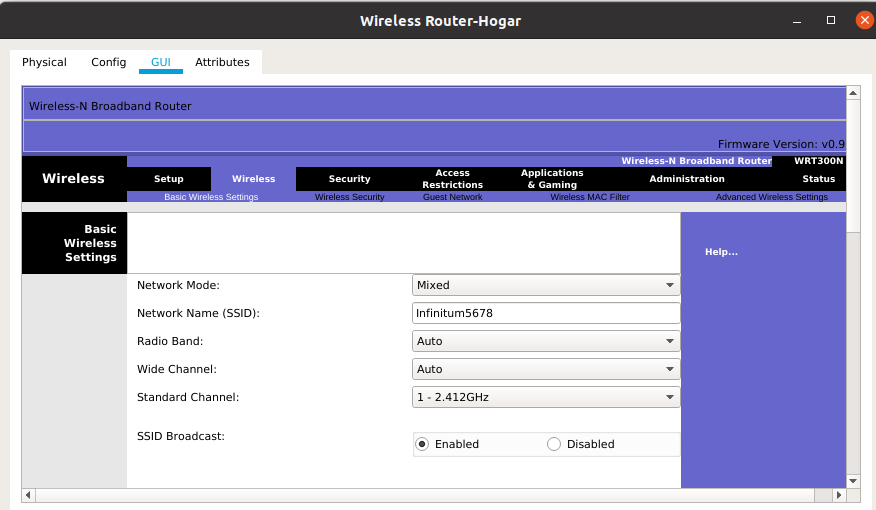 Wireless Router-Hogar
Physical Config GUI Attributes
Wireless-N Broadband Router
Firmware Version: v0.9
Wireless-N Broadband Router WRT300N
Wireless
Setup Wireless Security Access Restrictions Applications & Gaming Administration Status
Basic Wireless Settings Wireless Security Guest Network Wireless MAC Filter Advanced Wireless Settings
Basic
Wireless
Settings
Help...
Network Mode: Mixed
Network Name (SSID): Infinitum5678
Radio Band: Auto
Wide Channel: Auto
Standard Channel: 1 - 2.412GHz
SSID Broadcast: Enabled Disabled